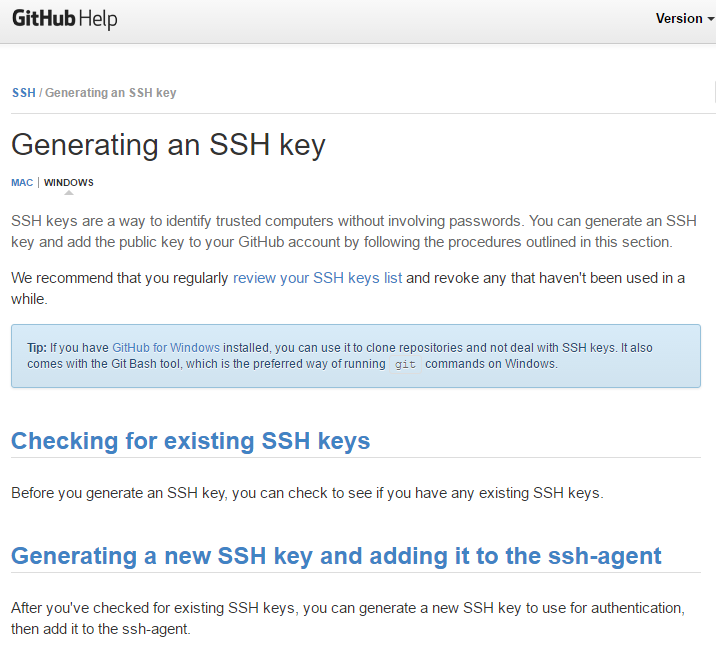 GitHub Help
Version
SSH / Generating an SSH key
Generating an SSH key
MAC | WINDOWS
SSH keys are a way to identify trusted computers without involving passwords. You can generate an SSH
key and add the public key to your GitHub account by following the procedures outlined in this section.
We recommend that you regularly review your SSH keys list and revoke any that haven't been used in a
while.
Tip: If you have GitHub for Windows installed, you can use it to clone repositories and not deal with SSH keys. It also
comes with the Git Bash tool, which is the preferred way of running git commands on Windows.
Checking for existing SSH keys
Before you generate an SSH key, you can check to see if you have any existing SSH keys.
Generating a new SSH key and adding it to the ssh-agent
After you've checked for existing SSH keys, you can generate a new SSH key to use for authentication,
then add it to the ssh-agent.